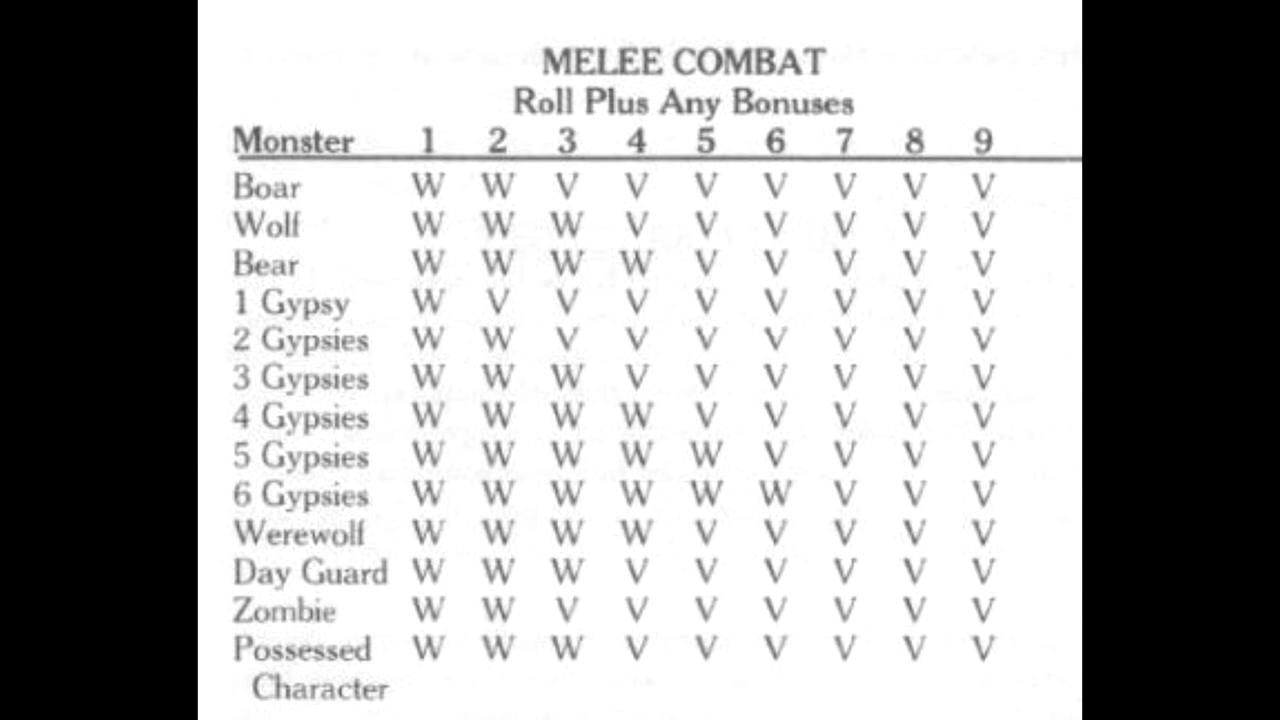 MELEE COMBAT
Roll Plus Any Bonuses
Monster 1 2 3 4 5 6 7 8 9
Boar W W V V V V V V V
Wolf W W W V V V V V V
Bear W W W W V V V V V
1 Gypsy W V V V V V V V V
2 Gypsies W W V V V V V V V
3 Gypsies W W W V V V V V V
4 Gypsies W W W W V V V V V
5 Gypsies W W W W W V V V V
6 Gypsies W W W W W W V V V
Werewolf W W W W V V V V V
Day Guard W W W V V V V V V
Zombie W W V V V V V V V
Possessed W W W V V V V V V
Character